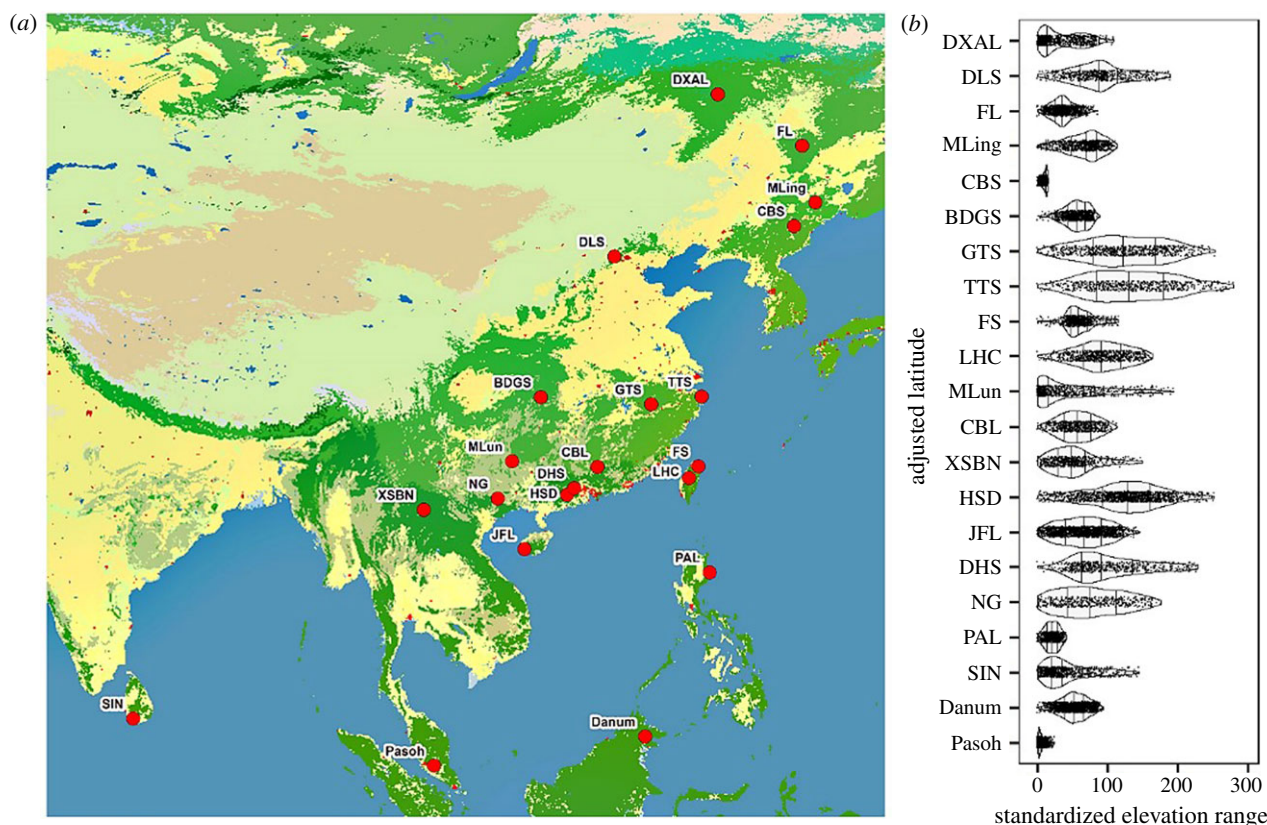 (a)
DXAL
FL
MLing
CBS
DLS
BDGS
GTS
TTS
MLun
CBL
FS
DHS
LHC
NG
HSD
XSBN
JFL
PAL
SIN
Danum
Pasoh
(b)
adjusted latitude
DXAL
DLS
FL
MLing
CBS
BDGS
GTS
TTS
FS
LHC
MLun
CBL
XSBN
HSD
JFL
DHS
NG
PAL
SIN
Danum
Pasoh
0 100 200 300
standardized elevation range